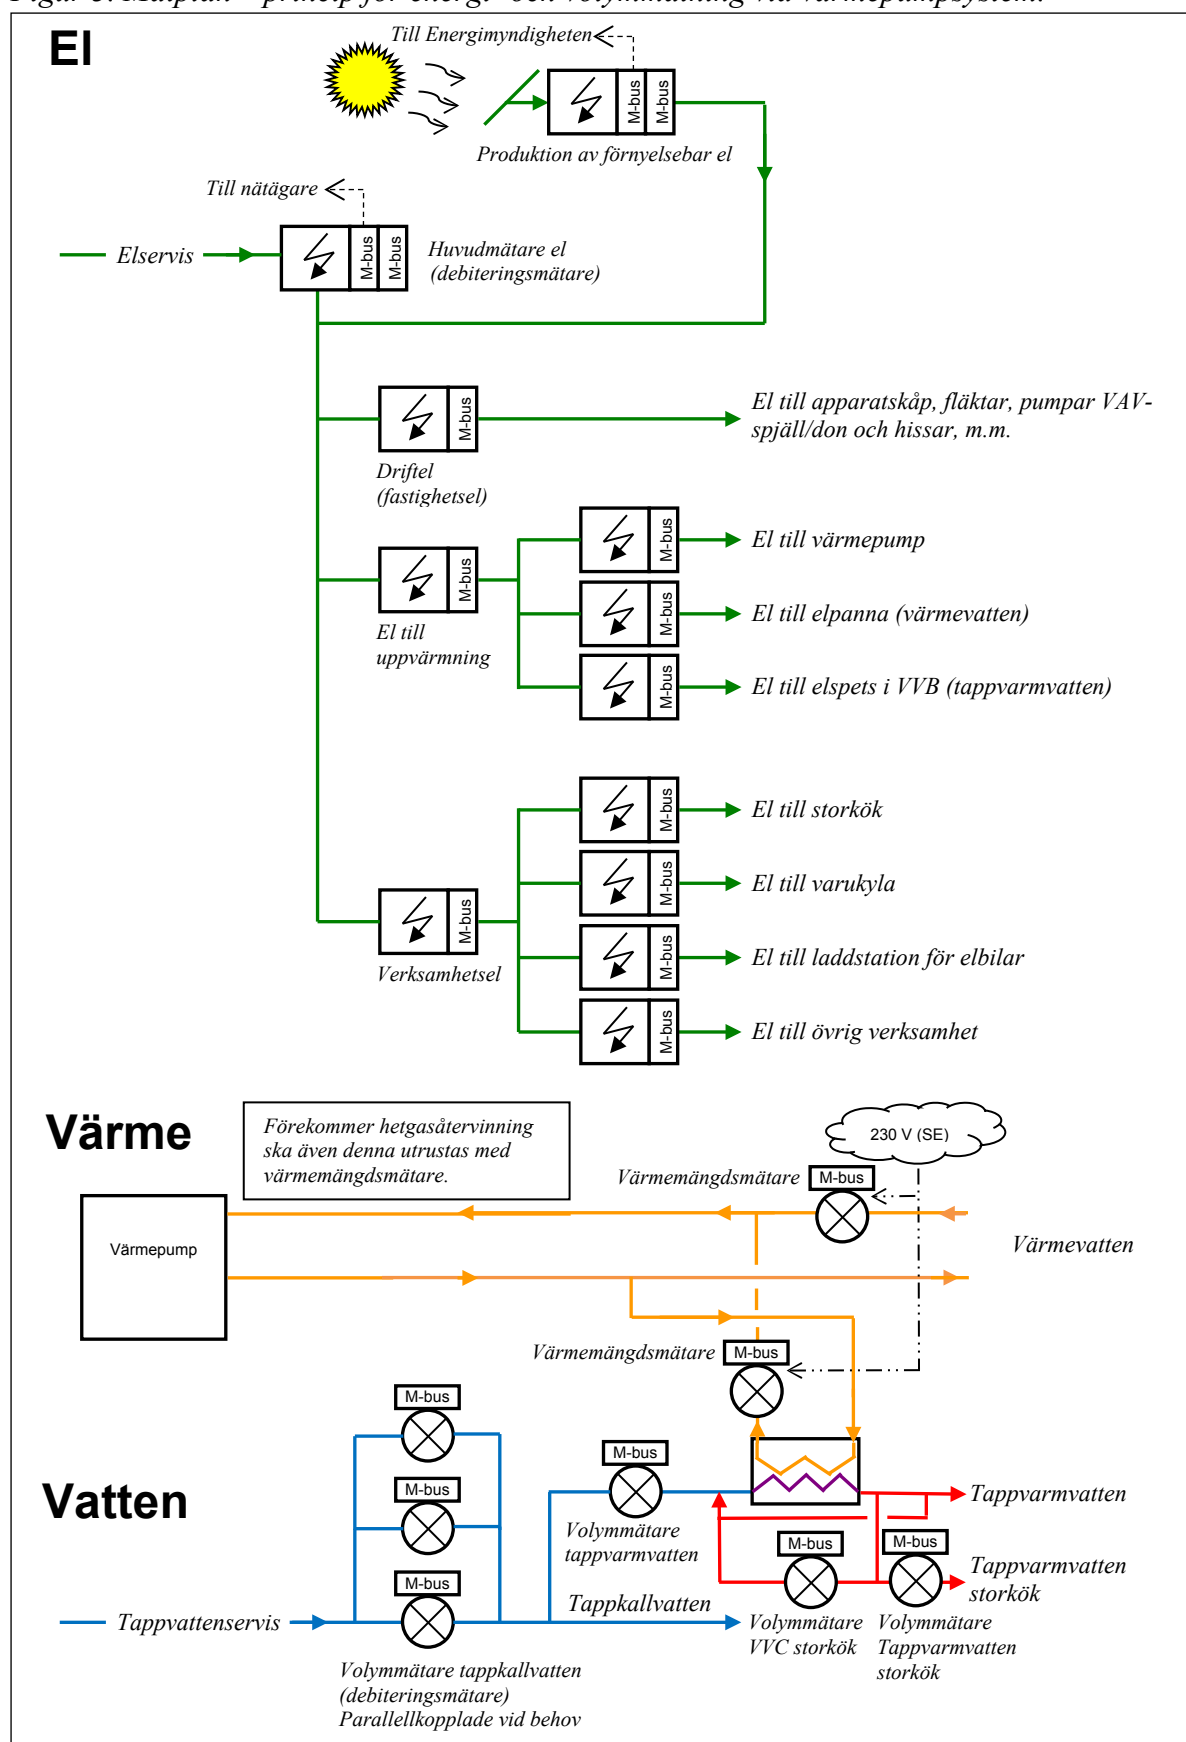 El
Till Energimyndigheten
M-bus
M-bus
Produktion av förnyelsebar el
Till nätägare
Elservis
M-bus
M-bus
Huvudmätare el
(debiteringsmätare)
M-bus
El till apparatskåp, fläktar, pumpar VAV-
spjäll/don och hissar, m.m.
Driftel
(fastighetsel)
M-bus
El till värmepump
M-bus
El till
uppvärmning
M-bus
El till elpanna (värmevatten)
M-bus
El till elspets i VVB (tappvarmvatten)
M-bus
El till storkök
M-bus
El till varukyla
M-bus
Verksamhetsel
M-bus
El till laddstation för elbilar
M-bus
El till övrig verksamhet
Värme
Förekommer hetgasåtervinning
ska även denna utrustas med
värmemängdsmätare.
230 V (SE)
Värmemängdsmätare
M-bus
Värmepump
Värmevatten
Värmemängdsmätare
M-bus
M-bus
M-bus
M-bus
Vatten
M-bus
Volymmätare
tappvarmvatten
Tappvarmvatten
M-bus
M-bus
Tappvarmvatten
storkök
Tappkallvatten
Tappvattenservis
Volymmätare
VVC storkök
Volymmätare
Tappvarmvatten
storkök
Volymmätare tappkallvatten
(debiteringsmätare)
Parallellkopplade vid behov